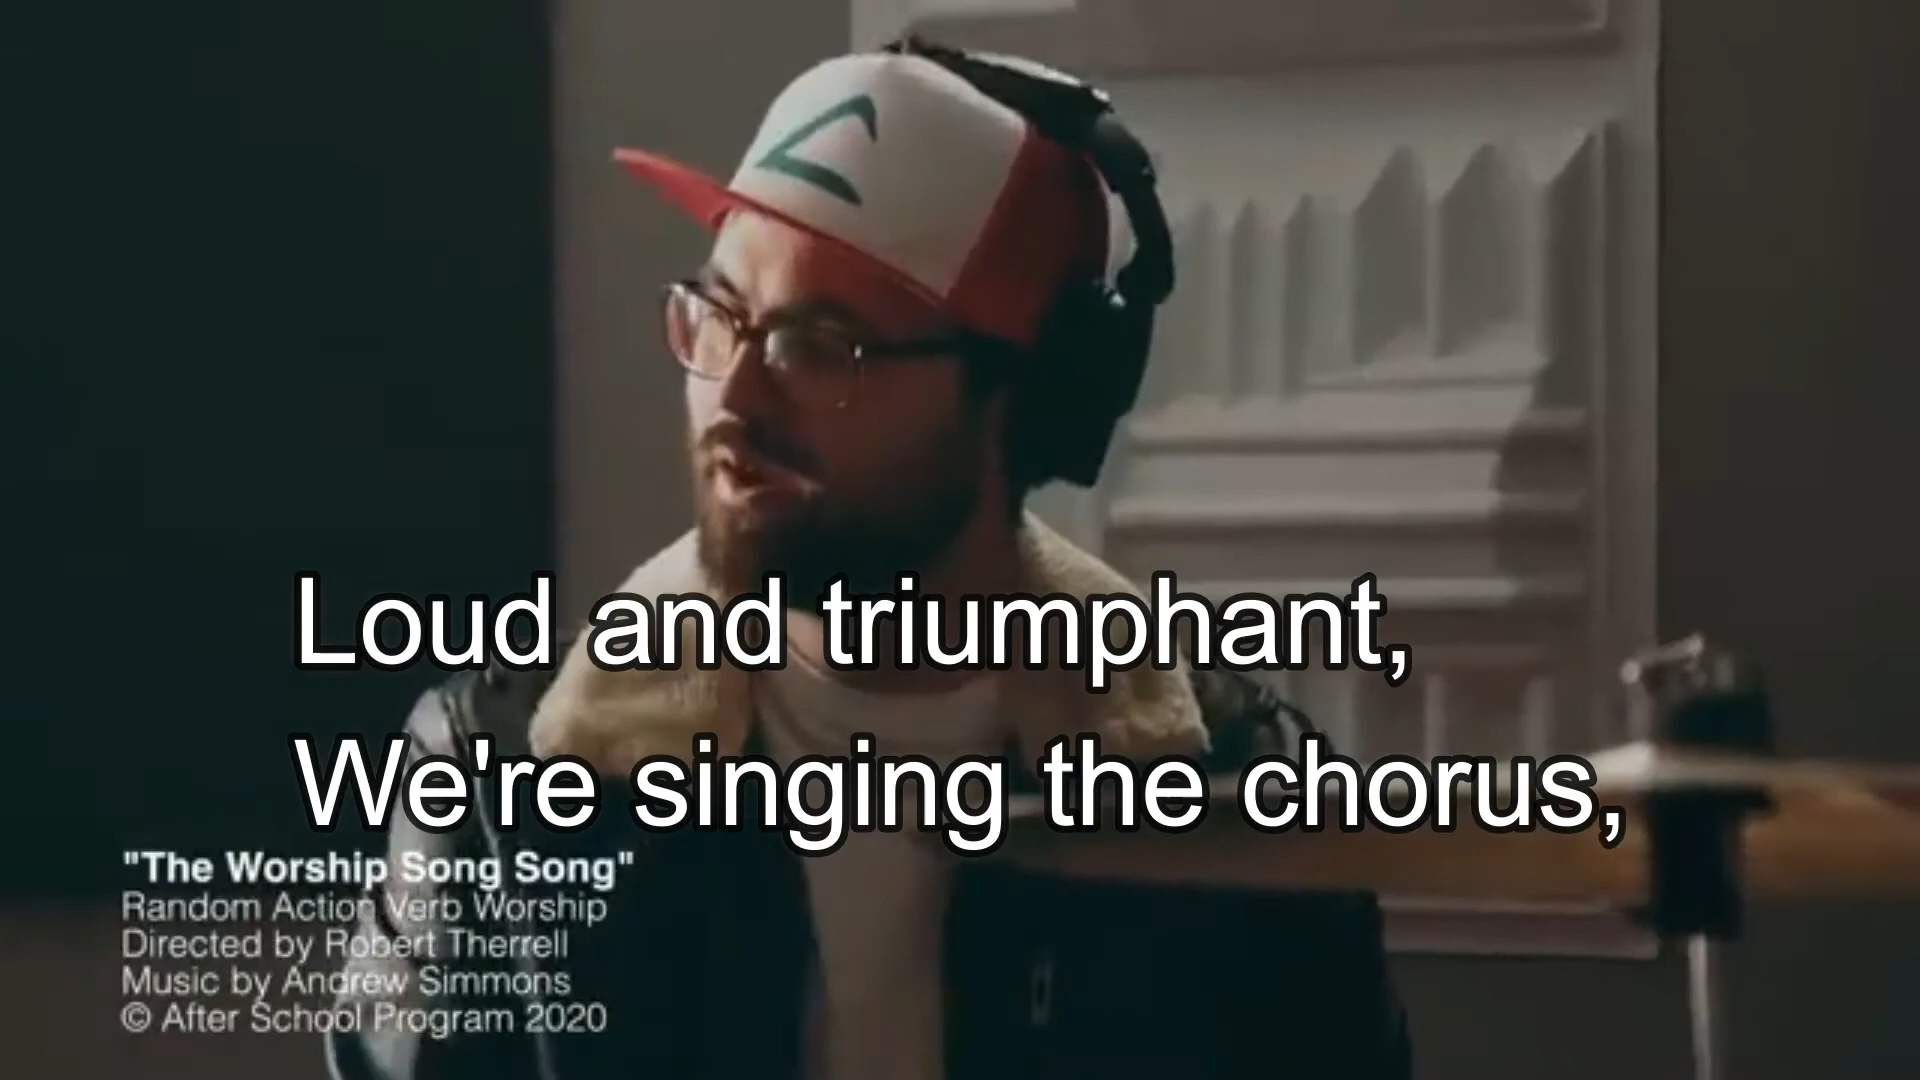 Loud and triumphant,
We're singing the chorus,
"The Worship Song Song"
Random Action Verb Worship
Directed by Robert Therrell
Music by Andrew Simmons
© After School Program 2020